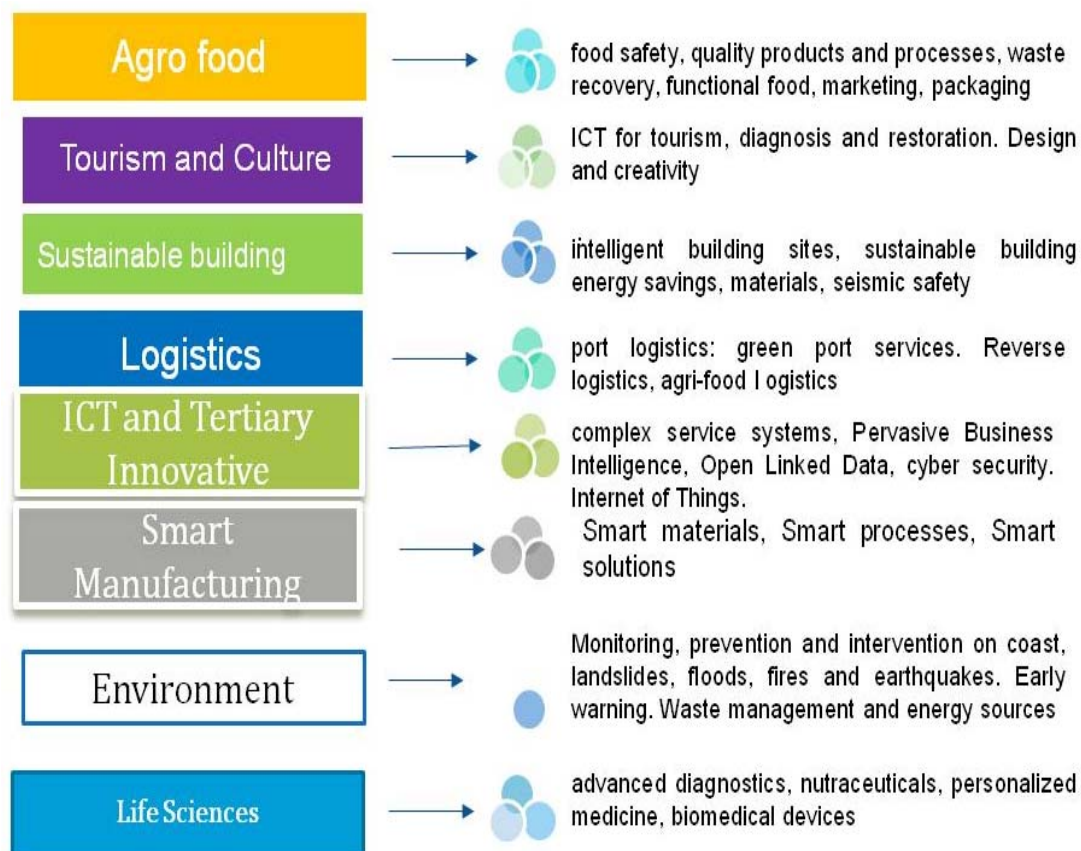 Agro food
food safety, quality products and processes, waste
recovery, functional food, marketing, packaging
Tourism and Culture
ICT for tourism, diagnosis and restoration. Design
and creativity
Sustainable building
intelligent building sites, sustainable building
energy savings, materials, seismic safety
Logistics
port logistics: green port services. Reverse
logistics, agri-food l ogistics
ICT and Tertiary
Innovative
complex service systems, Pervasive Business
Intelligence, Open Linked Data, cyber security.
Internet of Things.
Smart
Manufacturing
Smart materials, Smart processes, Smart
solutions
Environment
Monitoring, prevention and intervention on coast,
landslides, floods, fires and earthquakes. Early
warning. Waste management and energy sources
Life Sciences
advanced diagnostics, nutraceuticals, personalized
medicine, biomedical devices